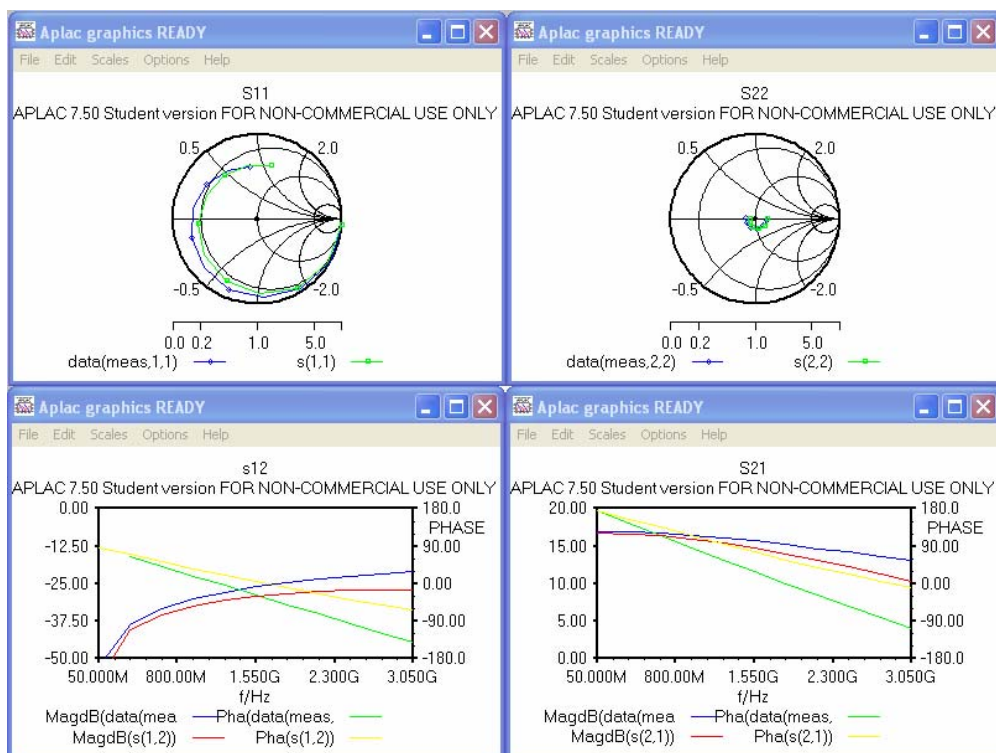 Aplac graphics READY
File Edit Scales Options Help
S11
APLAC 7.50 Student version FOR NON-COMMERCIAL USE ONLY
0.5 2.0
-0.5 -2.0
0.0 0.2 1.0 5.0
data(meas,1,1) s(1,1)
Aplac graphics READY
File Edit Scales Options Help
S22
APLAC 7.50 Student version FOR NON-COMMERCIAL USE ONLY
0.5 2.0
-0.5 -2.0
0.0 0.2 1.0 5.0
data(meas,2,2) s(2,2)
Aplac graphics READY
File Edit Scales Options Help
s12
APLAC 7.50 Student version FOR NON-COMMERCIAL USE ONLY
0.00 180.0
PHASE
-12.50 90.00
-25.00 0.00
-37.50 -90.00
-50.00 -180.0
50.000M 800.00M 1.550G 2.300G 3.050G
f/Hz
MagdB(data(mea Pha(data(meas,
MagdB(s(1,2)) Pha(s(1,2))
Aplac graphics READY
File Edit Scales Options Help
S21
APLAC 7.50 Student version FOR NON-COMMERCIAL USE ONLY
20.00 180.0
PHASE
15.00 90.00
10.00 0.00
5.00 -90.00
0.00 -180.0
50.000M 800.00M 1.550G 2.300G 3.050G
f/Hz
MagdB(data(mea Pha(data(meas,
MagdB(s(2,1)) Pha(s(2,1))